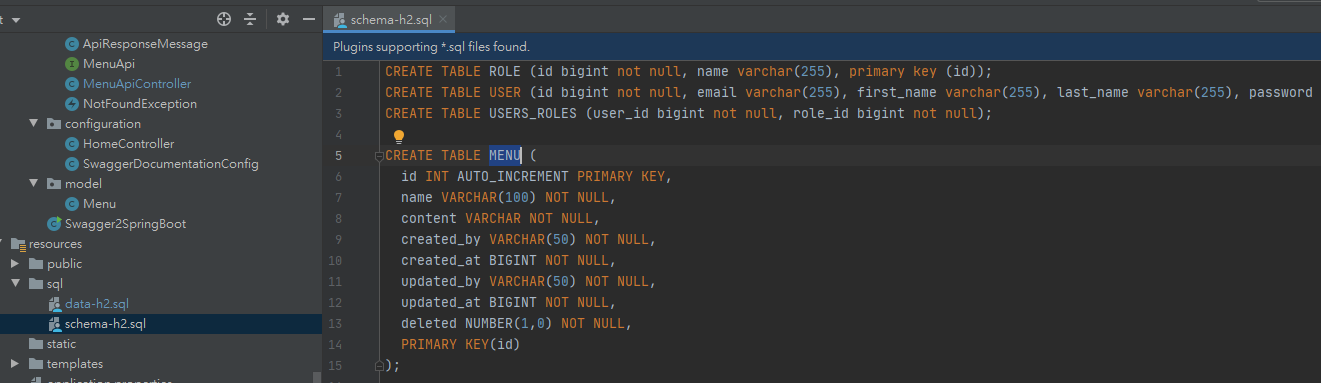 t
schema-h2.sql
ApiResponseMessage
MenuApi
MenuApiController
NotFoundException
configuration
HomeController
SwaggerDocumentationConfig
model
Menu
Swagger2SpringBoot
resources
public
sql
data-h2.sql
schema-h2.sql
static
templates
application.properties
Plugins supporting *.sql files found.
1 CREATE TABLE ROLE (id bigint not null, name varchar(255), primary key (id));
2 CREATE TABLE USER (id bigint not null, email varchar(255), first_name varchar(255), last_name varchar(255), password
3 CREATE TABLE USERS_ROLES (user_id bigint not null, role_id bigint not null);
4
5 CREATE TABLE MENU (
6 id INT AUTO_INCREMENT PRIMARY KEY,
7 name VARCHAR(100) NOT NULL,
8 content VARCHAR NOT NULL,
9 created_by VARCHAR(50) NOT NULL,
10 created_at BIGINT NOT NULL,
11 updated_by VARCHAR(50) NOT NULL,
12 updated_at BIGINT NOT NULL,
13 deleted NUMBER(1,0) NOT NULL,
14 PRIMARY KEY(id)
15 );